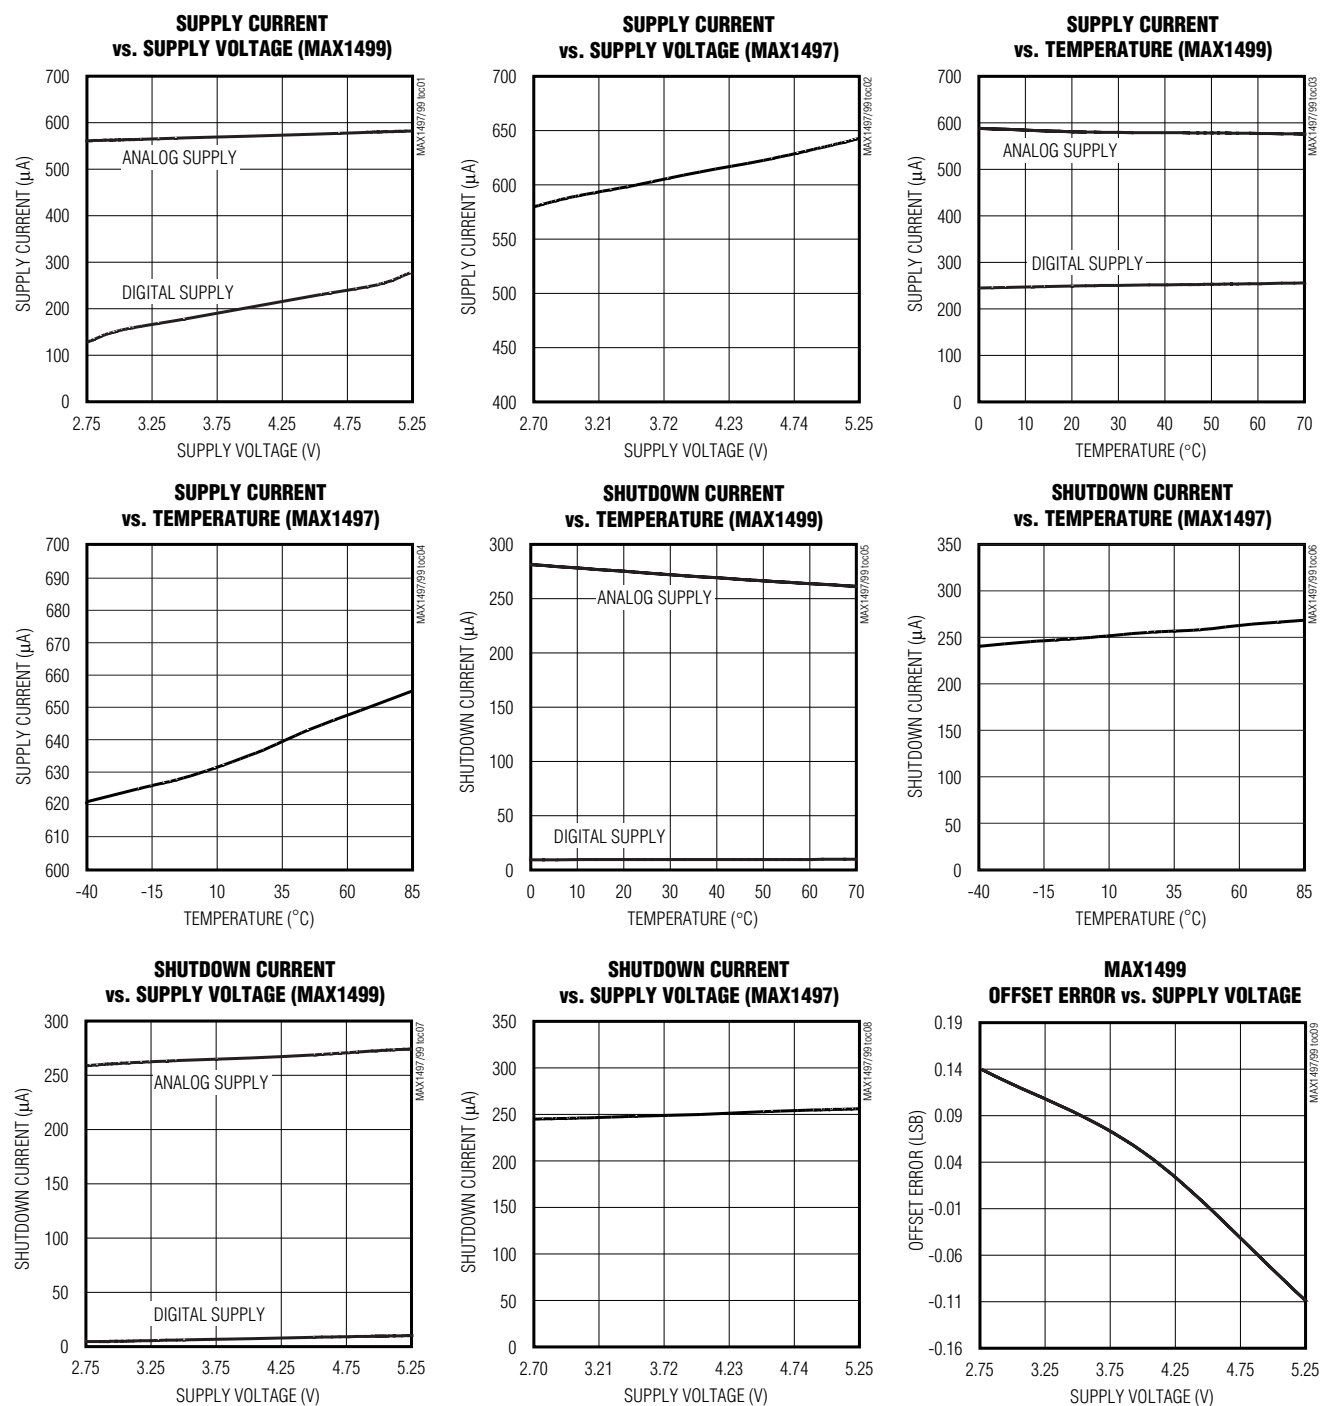 SUPPLY CURRENT
vs. SUPPLY VOLTAGE (MAX1499)
700
600
500
400
300
200
100
0
SUPPLY CURRENT (μA)
ANALOG SUPPLY
DIGITAL SUPPLY
MAX1497/99 toc01
2.75 3.25 3.75 4.25 4.75 5.25
SUPPLY VOLTAGE (V)
SUPPLY CURRENT
vs. SUPPLY VOLTAGE (MAX1497)
700
650
600
550
500
450
400
SUPPLY CURRENT (μA)
MAX1497/99 toc02
2.70 3.21 3.72 4.23 4.74 5.25
SUPPLY VOLTAGE (V)
SUPPLY CURRENT
vs. TEMPERATURE (MAX1499)
700
600
500
400
300
200
100
0
SUPPLY CURRENT (μA)
ANALOG SUPPLY
DIGITAL SUPPLY
MAX1497/99 toc03
0 10 20 30 40 50 60 70
TEMPERATURE (°C)
SUPPLY CURRENT
vs. TEMPERATURE (MAX1497)
700
690
680
670
660
650
640
630
620
610
600
SUPPLY CURRENT (μA)
MAX1497/99 toc04
-40 -15 10 35 60 85
TEMPERATURE (°C)
SHUTDOWN CURRENT
vs. TEMPERATURE (MAX1499)
300
250
200
150
100
50
0
SHUTDOWN CURRENT (μA)
ANALOG SUPPLY
DIGITAL SUPPLY
MAX1497/99 toc05
0 10 20 30 40 50 60 70
TEMPERATURE (°C)
SHUTDOWN CURRENT
vs. TEMPERATURE (MAX1497)
350
300
250
200
150
100
50
0
SHUTDOWN CURRENT (μA)
MAX1497/99 toc06
-40 -15 10 35 60 85
TEMPERATURE (°C)
SHUTDOWN CURRENT
vs. SUPPLY VOLTAGE (MAX1499)
300
250
200
150
100
50
0
SHUTDOWN CURRENT (μA)
ANALOG SUPPLY
DIGITAL SUPPLY
MAX1497/99 toc07
2.75 3.25 3.75 4.25 4.75 5.25
SUPPLY VOLTAGE (V)
SHUTDOWN CURRENT
vs. SUPPLY VOLTAGE (MAX1497)
350
300
250
200
150
100
50
0
SHUTDOWN CURRENT (μA)
MAX1497/99 toc08
2.70 3.21 3.72 4.23 4.74 5.25
SUPPLY VOLTAGE (V)
MAX1499
OFFSET ERROR vs. SUPPLY VOLTAGE
0.19
0.14
0.09
0.04
-0.01
-0.06
-0.11
-0.16
OFFSET ERROR (LSB)
MAX1497/99 toc09
2.75 3.25 3.75 4.25 4.75 5.25
SUPPLY VOLTAGE (V)